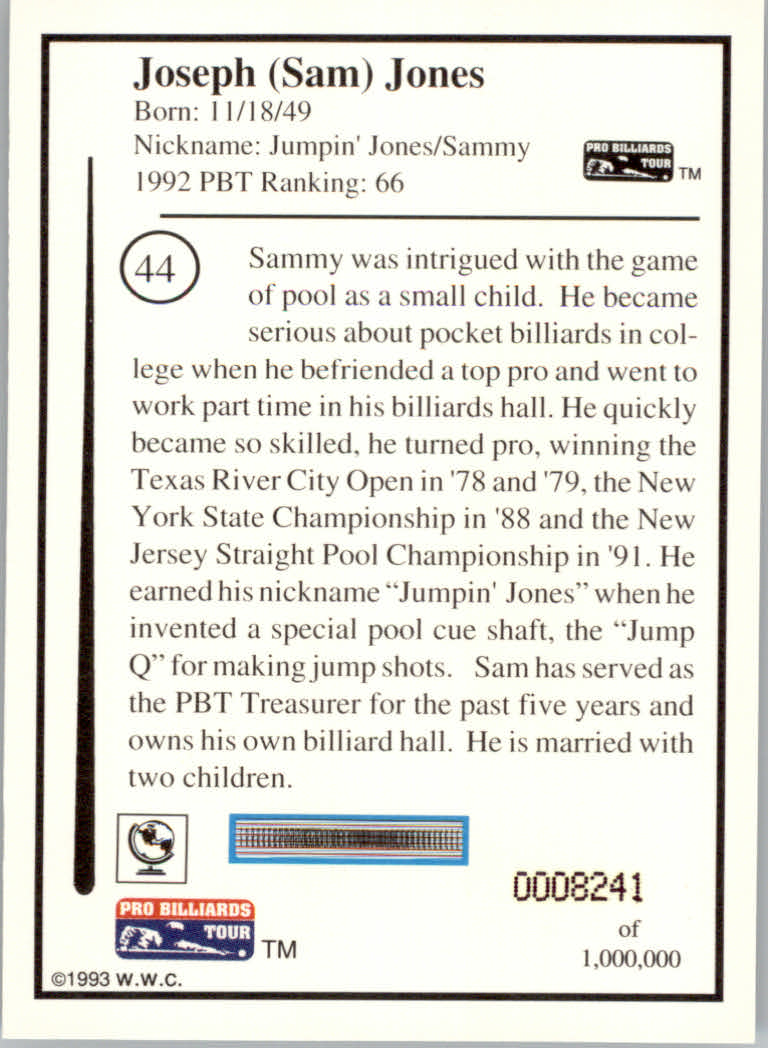 Joseph (Sam) Jones
Born: 11/18/49
Nickname: Jumpin' Jones/Sammy
1992 PBT Ranking: 66
PRO BILLIARDS
TOUR
TM
44
Sammy was intrigued with the game
of pool as a small child. He became
serious about pocket billiards in col-
lege when he befriended a top pro and went to
work part time in his billiards hall. He quickly
became so skilled, he turned pro, winning the
Texas River City Open in '78 and '79, the New
York State Championship in '88 and the New
Jersey Straight Pool Championship in '91. He
earned his nickname “Jumpin' Jones” when he
invented a special pool cue shaft, the “Jump
Q” for making jump shots. Sam has served as
the PBT Treasurer for the past five years and
owns his own billiard hall. He is married with
two children.
0008241
of
1,000,000
PRO BILLIARDS
TOUR
TM
©1993 W.W.C.